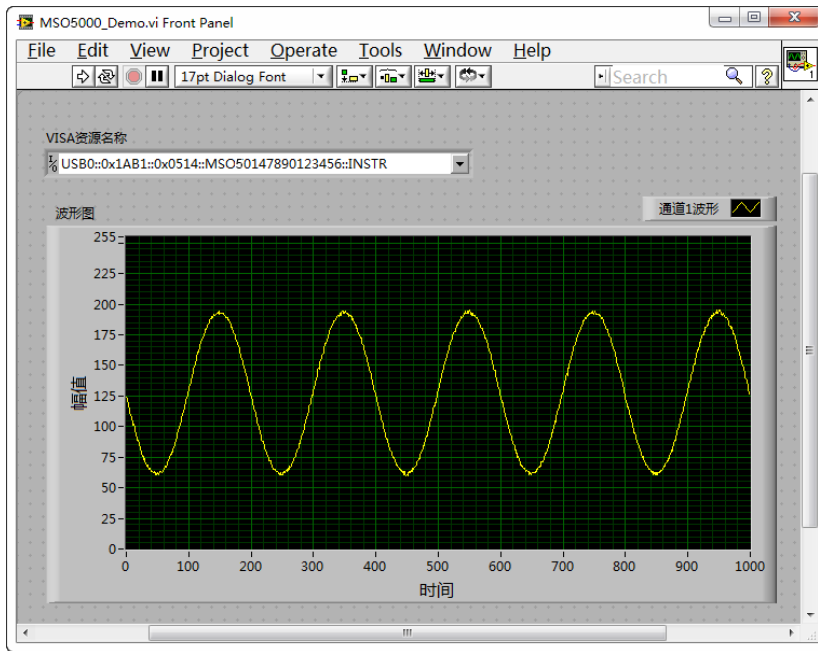 MSO5000_Demo.vi Front Panel
File Edit View Project Operate Tools Window Help
17pt Dialog Font
Search
?
1
VISA资源名称
I/0 USB0::0x1AB1::0x0514::MSO50147890123456::INSTR
波形图
通道1波形
255
225
200
175
150
125
100
75
50
25
0
幅值
0 100 200 300 400 500 600 700 800 900 1000
时间